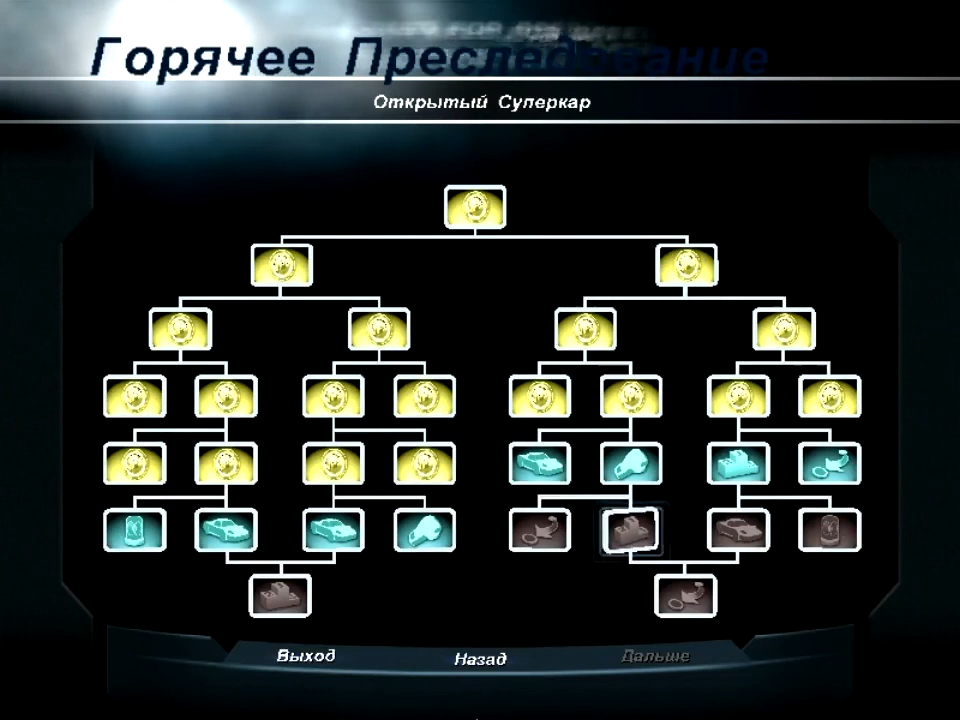 Горячее Преследование
Открытый Суперкар
Выход
Назад
Дальше